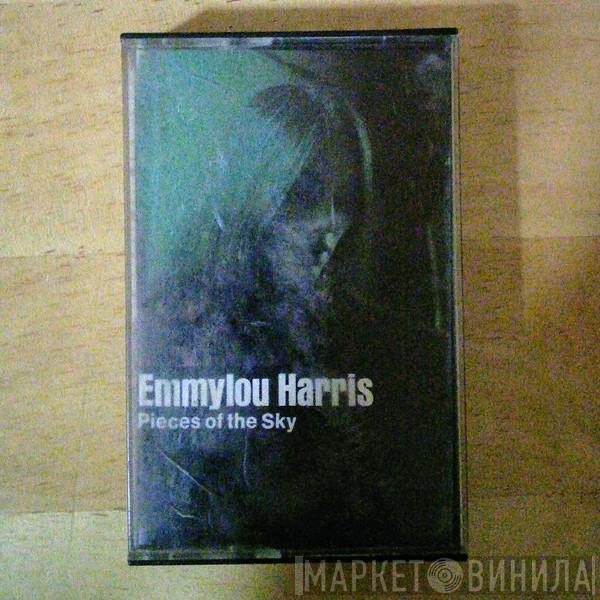 Emmylou Harris
Pieces of the Sky
МАРКЕТ ВИНИЛА